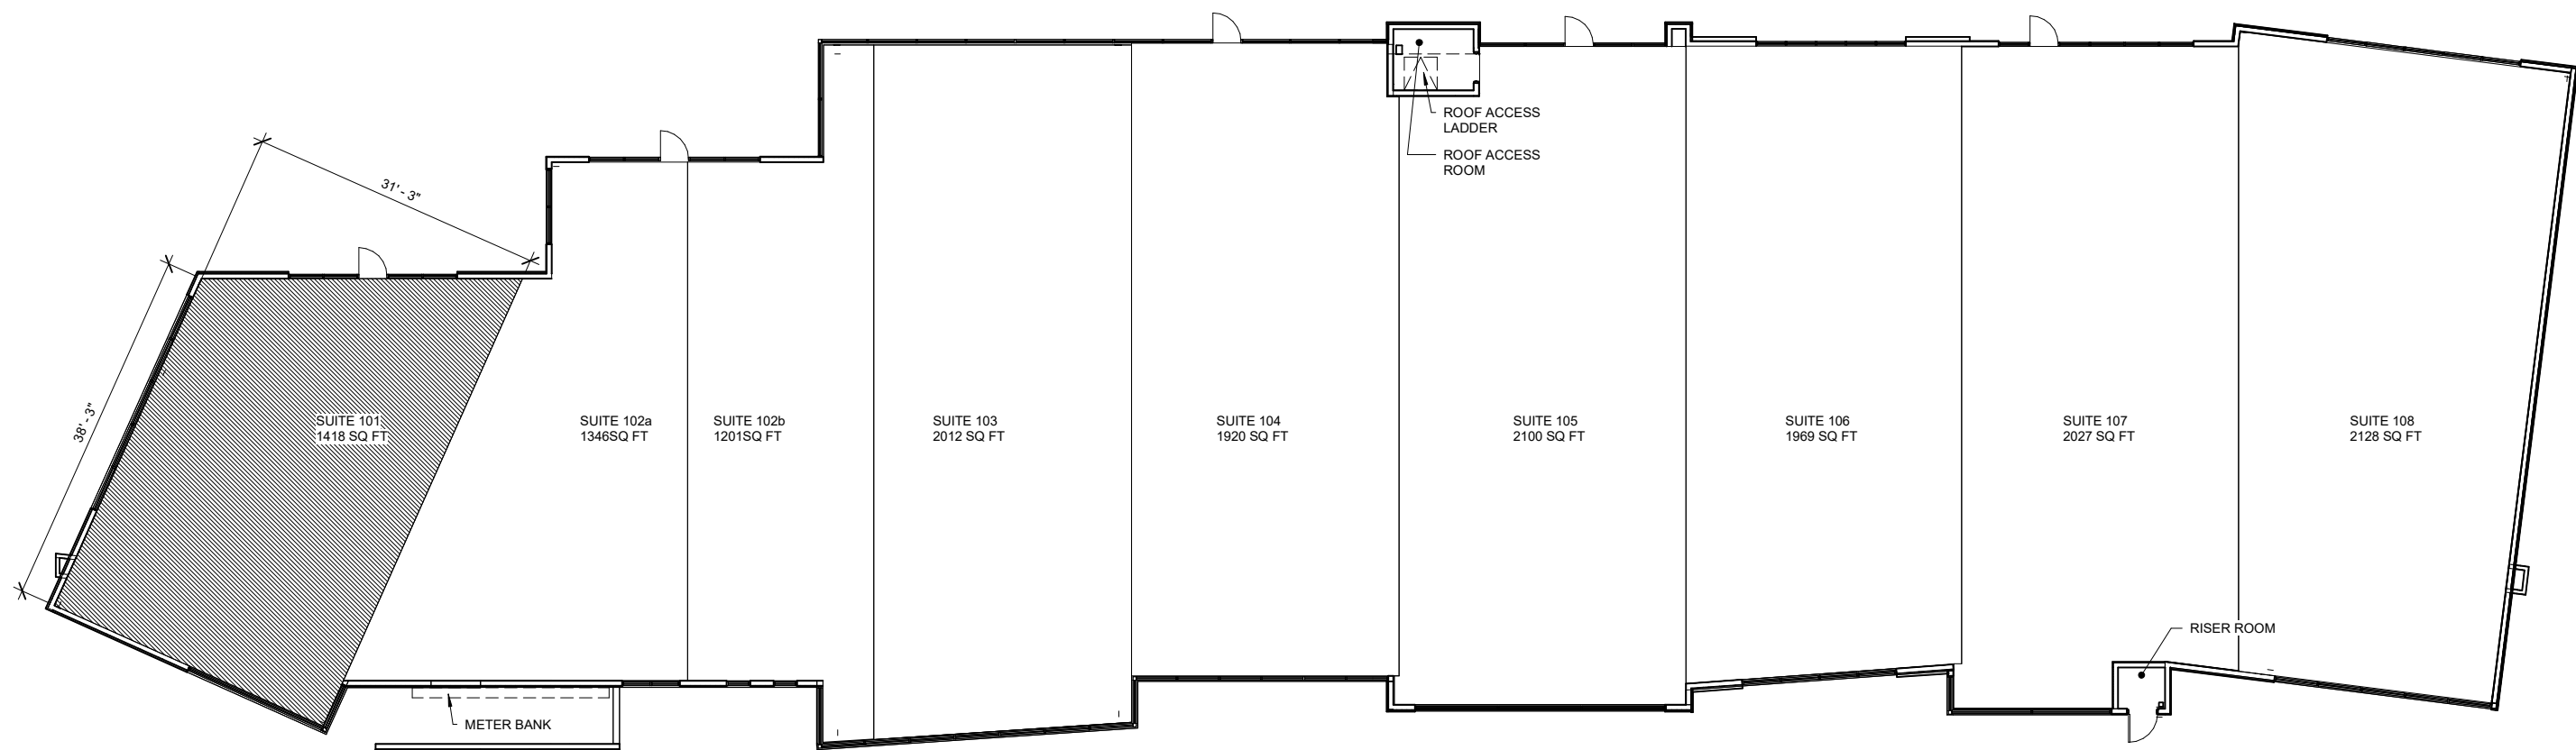 ROOF ACCESS
LADDER
ROOF ACCESS
ROOM
31' - 3"
38' - 3"
SUITE 101
1418 SQ FT
SUITE 102a
1346SQ FT
SUITE 102b
1201SQ FT
SUITE 103
2012 SQ FT
SUITE 104
1920 SQ FT
SUITE 105
2100 SQ FT
SUITE 106
1969 SQ FT
SUITE 107
2027 SQ FT
SUITE 108
2128 SQ FT
RISER ROOM
METER BANK